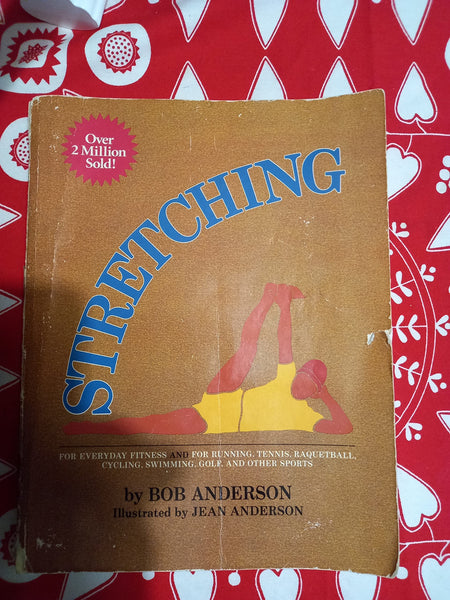 Over
2 Million
Sold!
STRETCHING
FOR EVERYDAY FITNESS AND FOR RUNNING, TENNIS, RAQUETBALL,
CYCLING, SWIMMING, GOLF, AND OTHER SPORTS
by BOB ANDERSON
Illustrated by JEAN ANDERSON